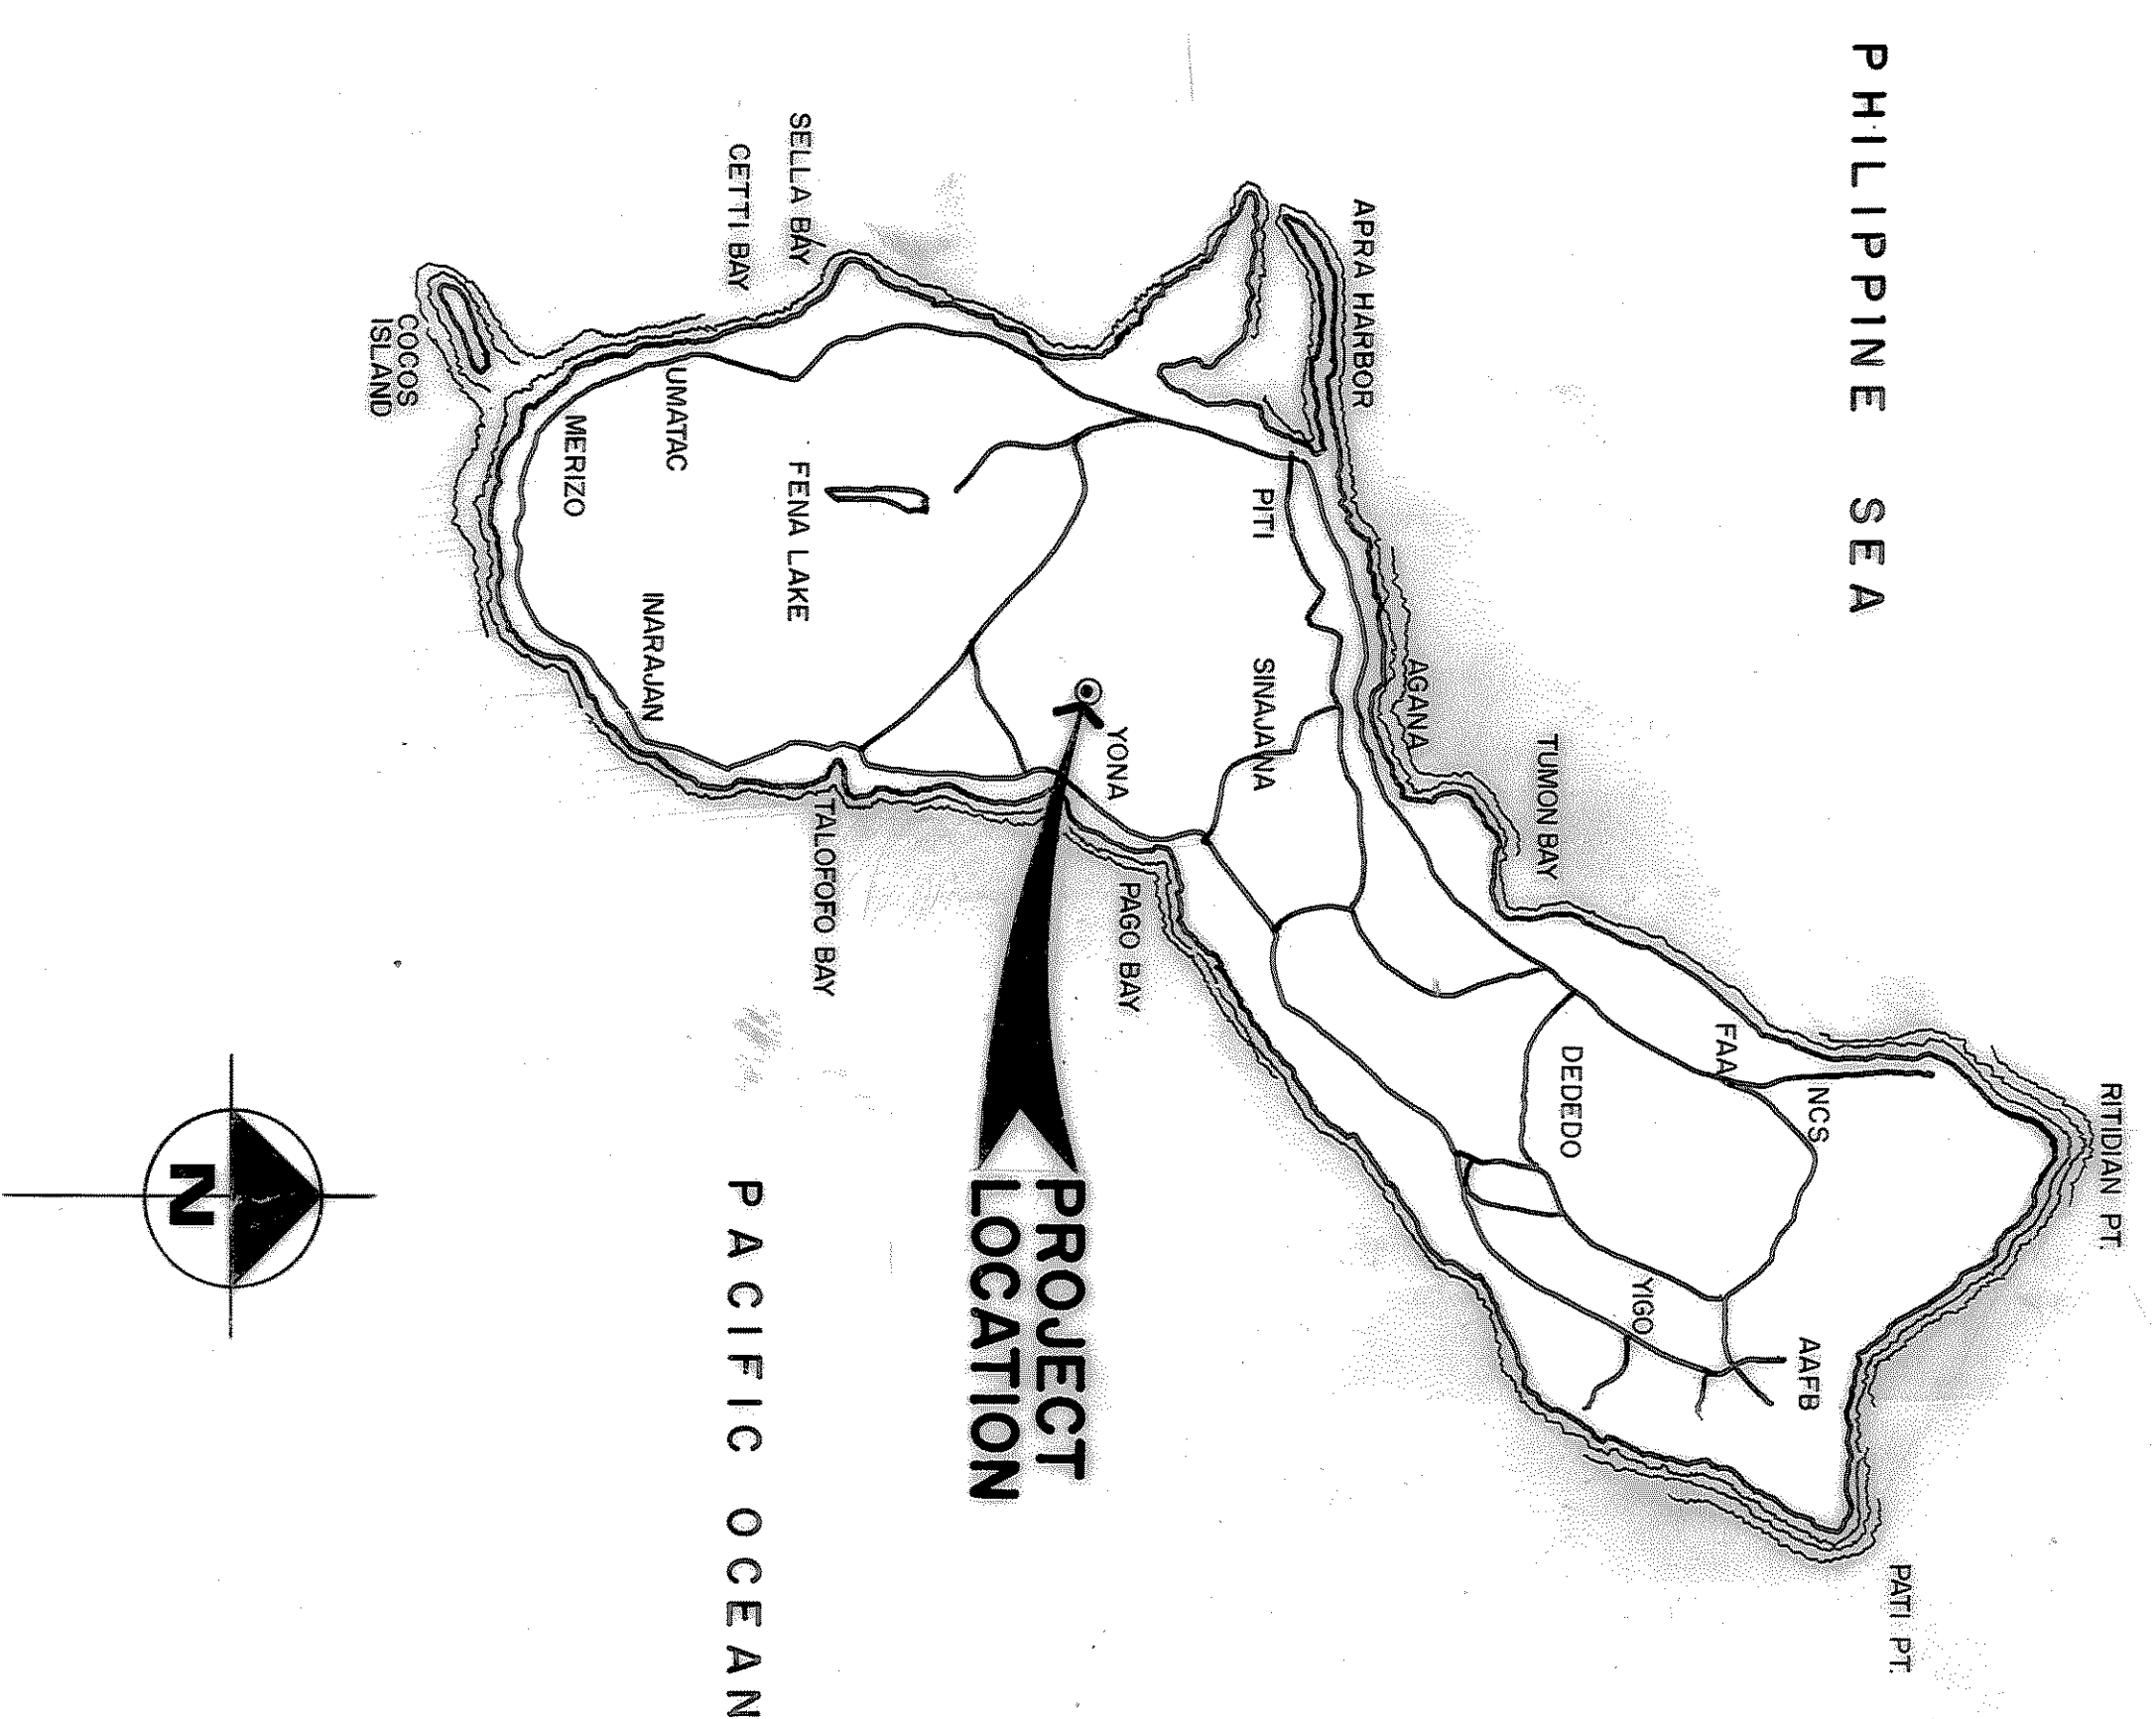 RITIDIAN PT.
PATI PT.
PHILIPPINE SEA
NCS
AAFB
FAA
YIGO
DEDEDO
TUMON BAY
AGANA
APRA HARBOR
PITI
SINAJANA
YONA
PAGO BAY
PROJECT
LOCATION
TALOFOFO BAY
FENA LAKE
SELLA BAY
CETTI BAY
PACIFIC OCEAN
UMATAC
INARAJAN
MERIZO
COCOS
ISLAND
N